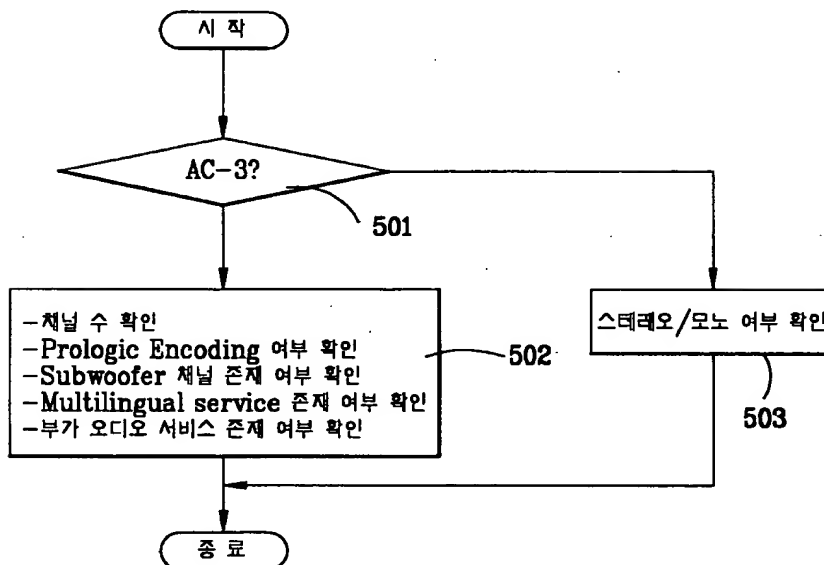 시 작
AC-3?
501
-채널 수 확인
-Prologic Encoding 여부 확인
-Subwoofer 채널 존재 여부 확인
-Multilingual service 존재 여부 확인
-부가 오디오 서비스 존재 여부 확인
502
스테레오/모노 여부 확인
503
종 료